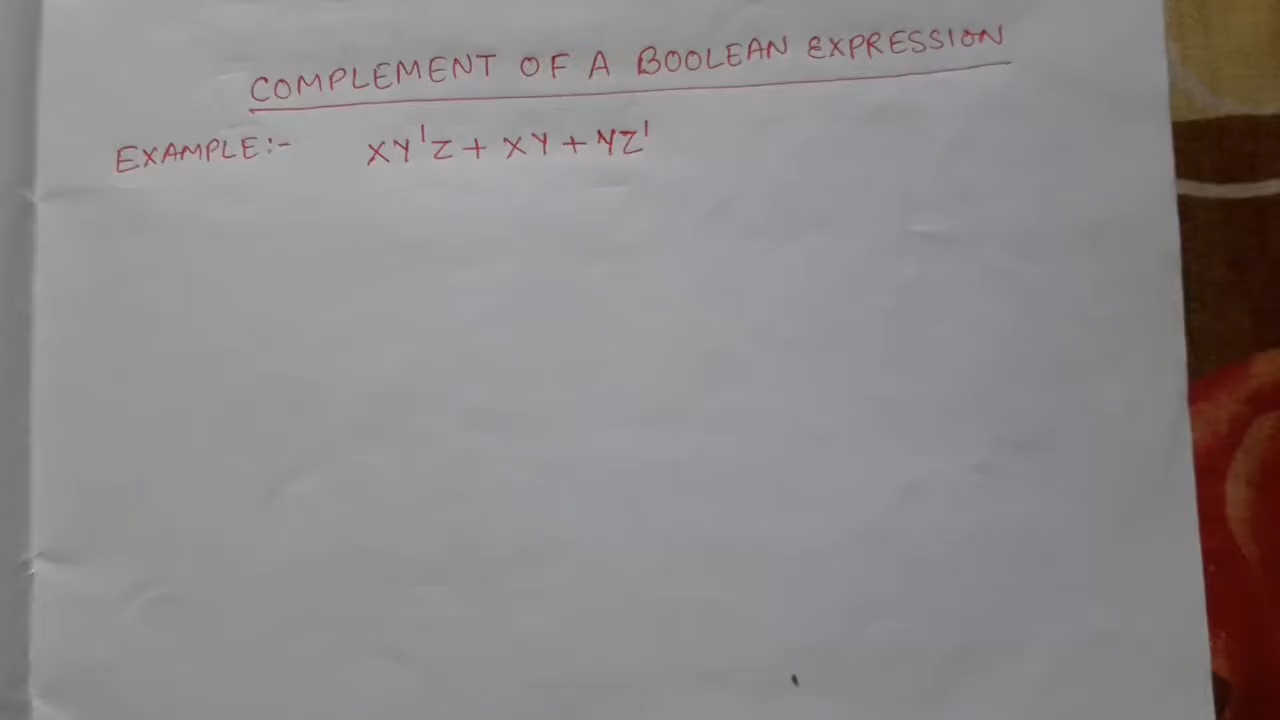 COMPLEMENT OF A BOOLEAN EXPRESSION
EXAMPLE:- XY'Z + XY + YZ'